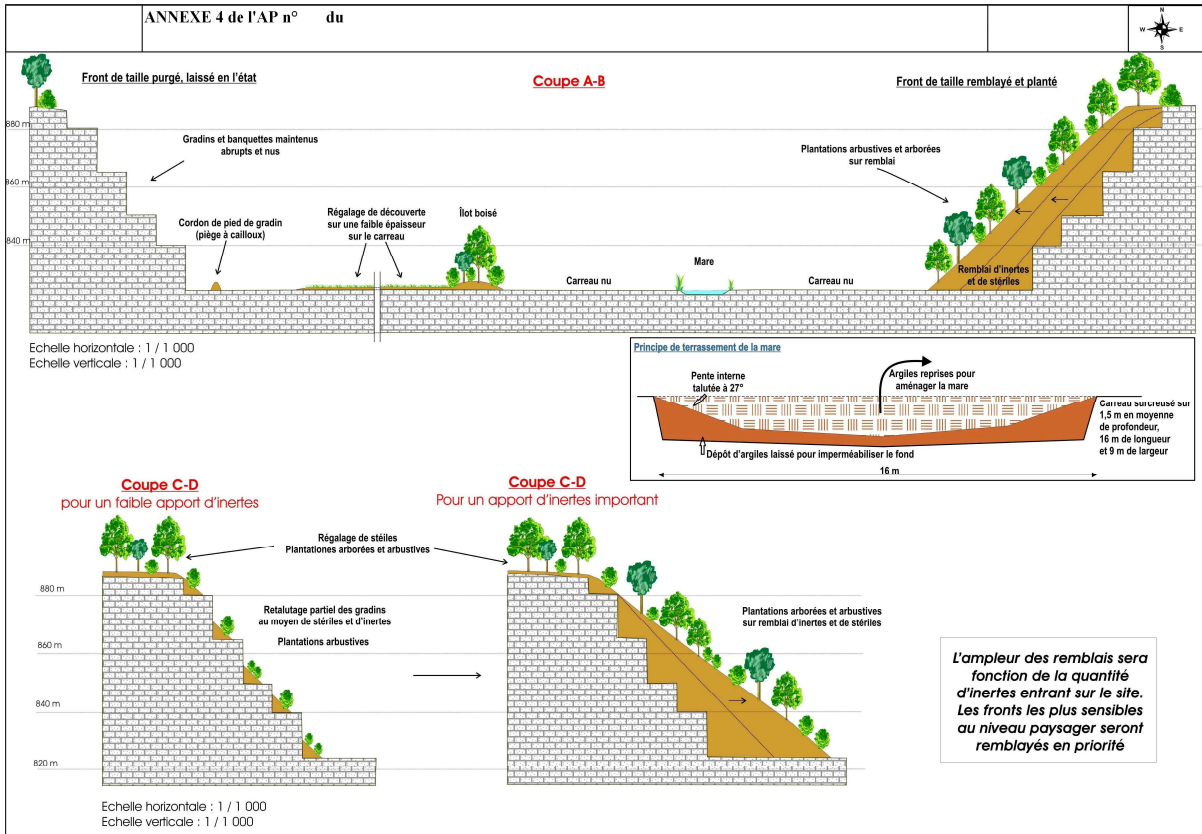 ANNEXE 4 de l'AP n° du
N
W E
S
Front de taille purgé, laissé en l'état
Coupe A-B
Front de taille remblayé et planté
880 m
860 m
840 m
Gradins et banquettes maintenus
abrupts et nus
Cordon de pied de gradin
(piège à cailloux)
Régalage de découverte
sur une faible épaisseur
sur le carreau
Îlot boisé
Carreau nu
Mare
Carreau nu
Plantations arbustives et arborées
sur remblai
Remblai d'inertes
et de stériles
Echelle horizontale : 1 / 1 000
Echelle verticale : 1 / 1 000
Principe de terrassement de la mare
Pente interne
talutée à 27°
Argiles reprises pour
aménager la mare
Carreau surcreusé sur
1,5 m en moyenne
de profondeur,
16 m de longueur
et 9 m de largeur
Dépôt d'argiles laissé pour imperméabiliser le fond
16 m
Coupe C-D
pour un faible apport d'inertes
Coupe C-D
Pour un apport d'inertes important
Régalage de stéiles
Plantationes arborées et arbustives
880 m
860 m
840 m
820 m
Retalutage partiel des gradins
au moyen de stériles et d'inertes
Plantations arbustives
Plantations arborées et arbustives
sur remblai d'inertes et de stériles
L'ampleur des remblais sera
fonction de la quantité
d'inertes entrant sur le site.
Les fronts les plus sensibles
au niveau paysager seront
remblayés en priorité
Echelle horizontale : 1 / 1 000
Echelle verticale : 1 / 1 000